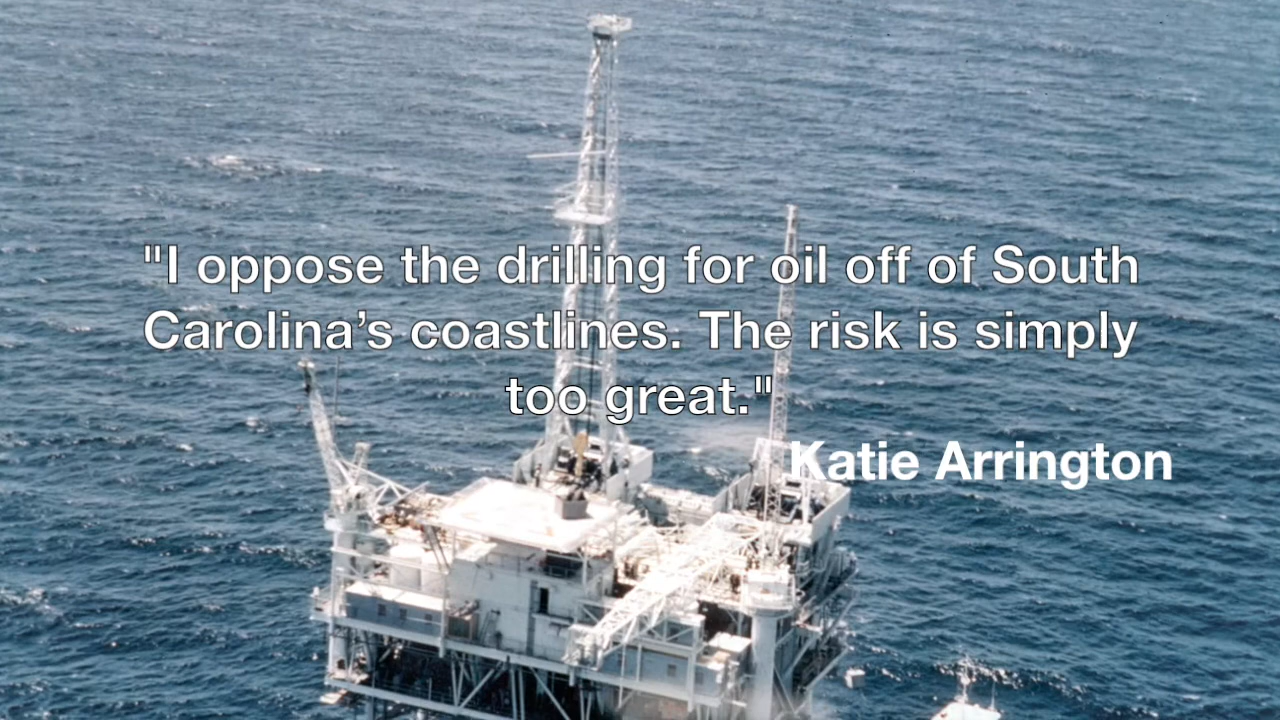 "I oppose the drilling for oil off of South
Carolina’s coastlines. The risk is simply
too great."
Katie Arrington